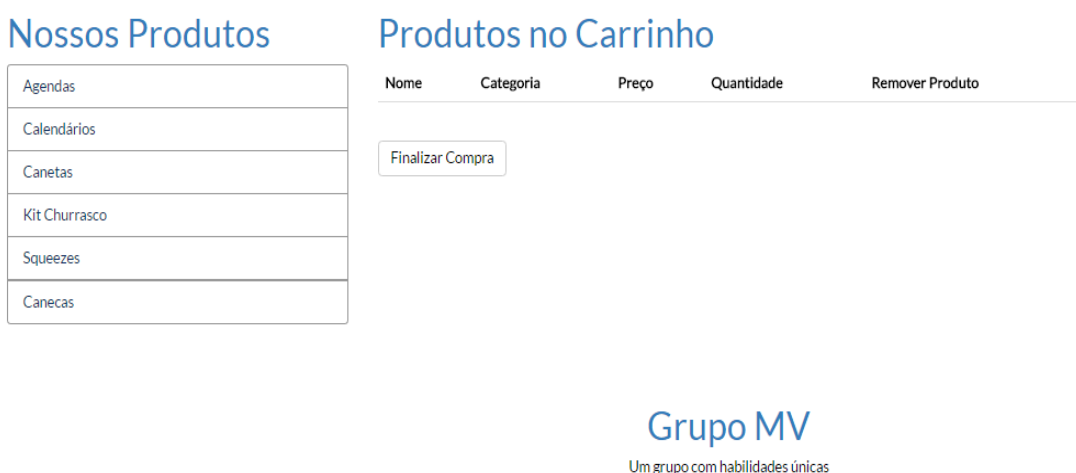 Nossos Produtos
Agendas
Calendários
Canetas
Kit Churrasco
Squeezes
Canecas
Produtos no Carrinho
Nome Categoria Preço Quantidade Remover Produto
Finalizar Compra
Grupo MV
Um grupo com habilidades únicas